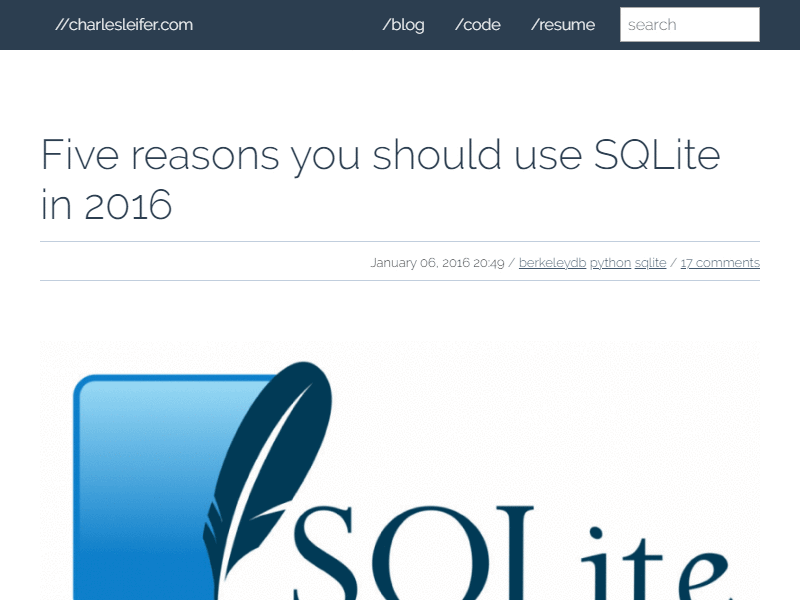 //charlesleifer.com /blog /code /resume search
Five reasons you should use SQLite
in 2016
January 06, 2016 20:49 / berkeleydb python sqlite / 17 comments
SQLite